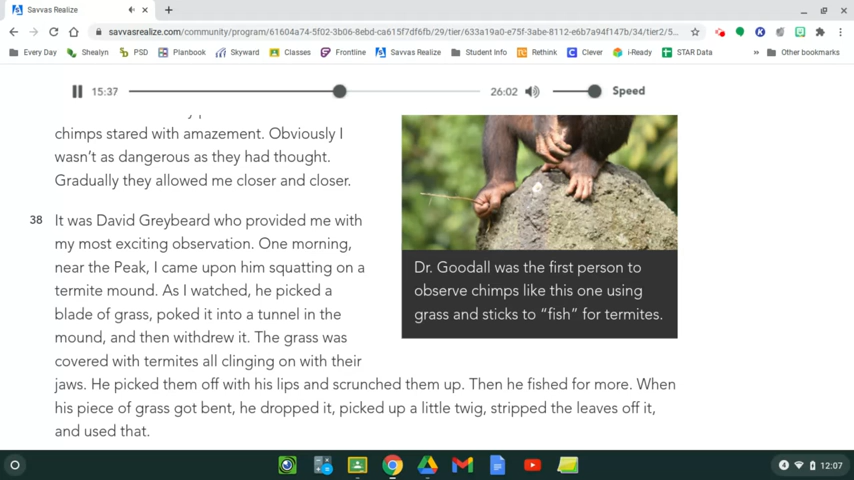 Savvas Realize
savvasrealize.com/community/program/61604a74-5f02-3b06-8ebd-ca615f7df6fb/29/tier/633a19a0-e75f-3abe-8112-e6b7a94f147b/34/tier2/5...
Every Day Shealyn PSD Planbook Skyward Classes Frontline Savvas Realize Student Info Rethink Clever i-Ready STAR Data » Other bookmarks
15:37 26:02 Speed
chimps stared with amazement. Obviously I
wasn't as dangerous as they had thought.
Gradually they allowed me closer and closer.
38 It was David Greybeard who provided me with
my most exciting observation. One morning,
near the Peak, I came upon him squatting on a
termite mound. As I watched, he picked a
blade of grass, poked it into a tunnel in the
mound, and then withdrew it. The grass was
covered with termites all clinging on with their
jaws. He picked them off with his lips and scrunched them up. Then he fished for more. When
his piece of grass got bent, he dropped it, picked up a little twig, stripped the leaves off it,
and used that.
Dr. Goodall was the first person to
observe chimps like this one using
grass and sticks to “fish” for termites.
12:07